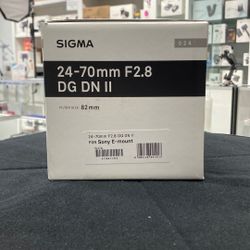 SIGMA
024
24-70mm F2.8
DG DN II
82mm
24-70mm F2.8 DG DN II
FOR Sony E-mount